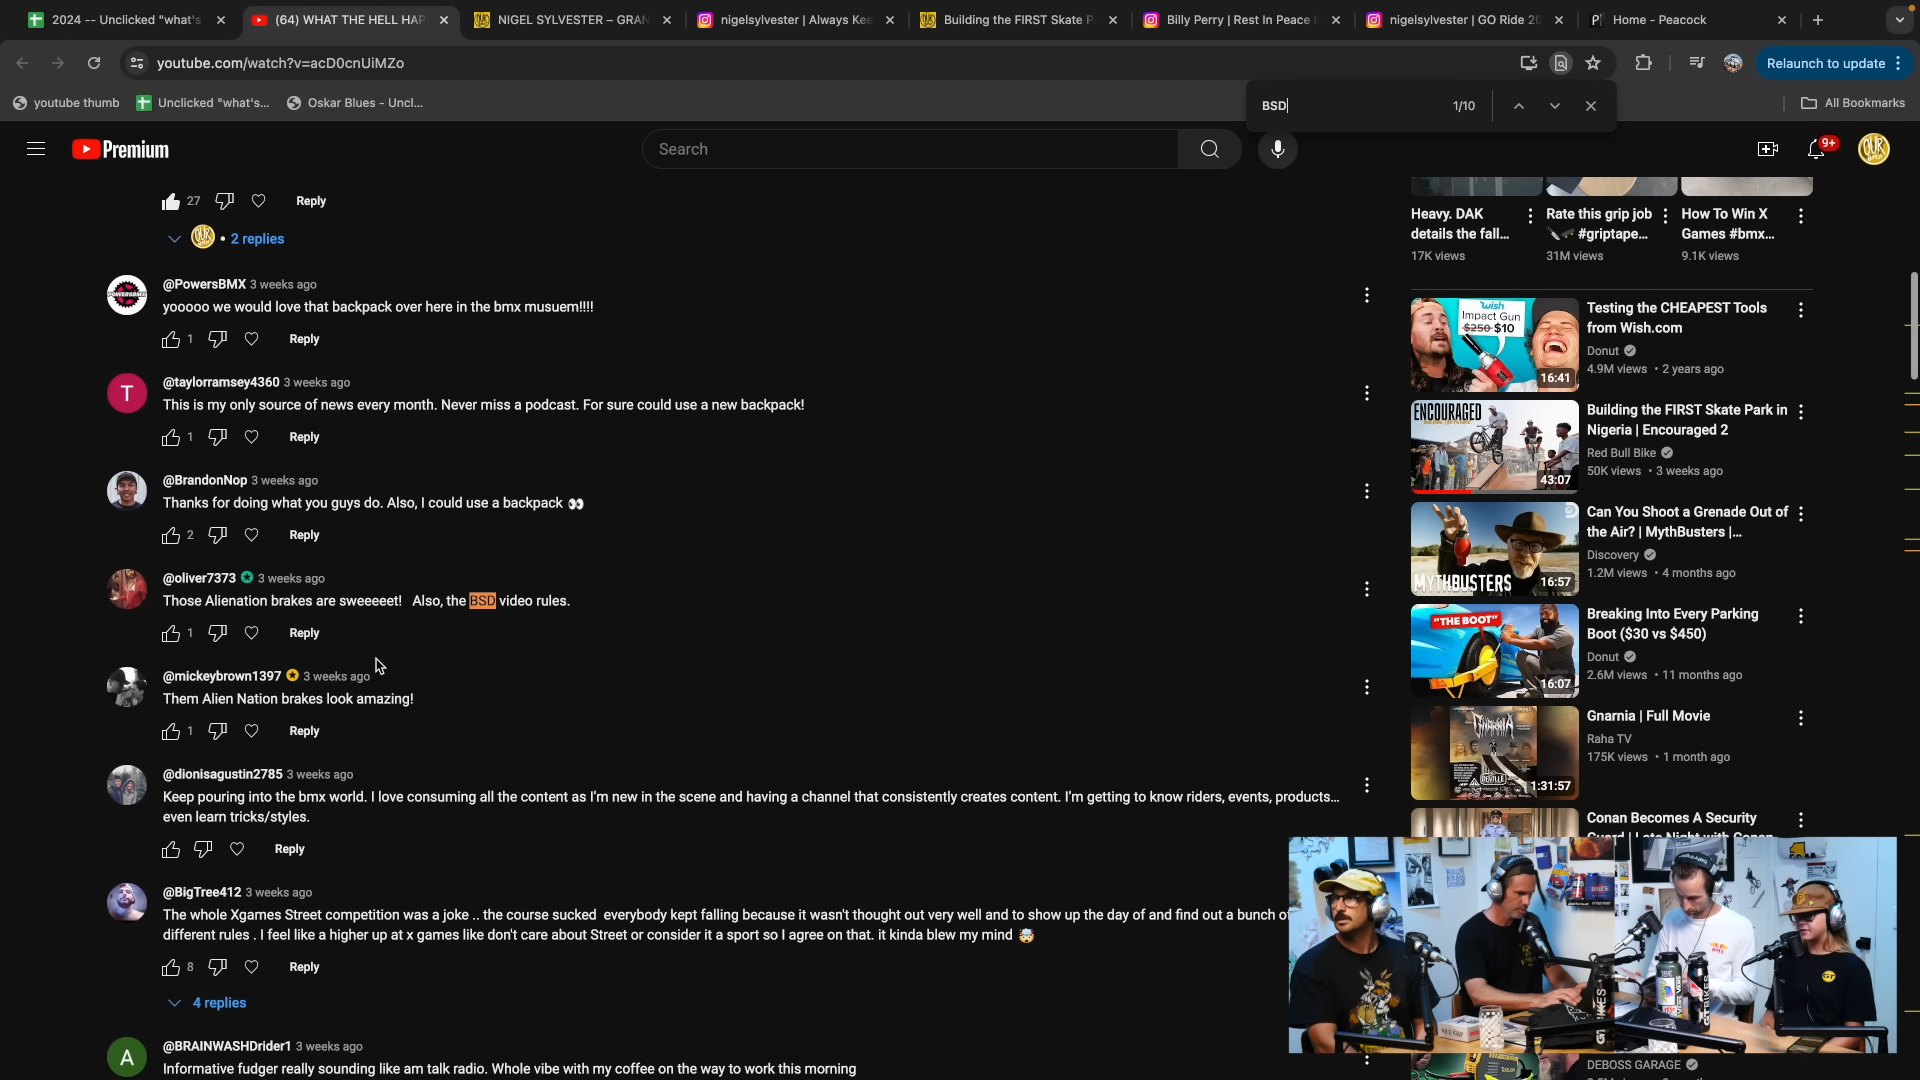 2024 -- Unclicked "what's
(64) WHAT THE HELL HAP
NIGEL SYLVESTER – GRAN
nigelsylvester | Always Kee
Building the FIRST Skate P
Billy Perry | Rest In Peace
nigelsylvester | GO Ride 20
Home - Peacock
youtube.com/watch?v=acD0cnUiMZo
Relaunch to update
youtube thumb
Unclicked "what's...
Oskar Blues - Uncl...
BSD
1/10
All Bookmarks
Premium
Search
9+
27
Reply
2 replies
@PowersBMX 3 weeks ago
yooooo we would love that backpack over here in the bmx musuem!!!!
1
Reply
T
@taylorramsey4360 3 weeks ago
This is my only source of news every month. Never miss a podcast. For sure could use a new backpack!
1
Reply
@BrandonNop 3 weeks ago
Thanks for doing what you guys do. Also, I could use a backpack 👀
2
Reply
@oliver7373 3 weeks ago
Those Alienation brakes are sweeeeet! Also, the BSD video rules.
1
Reply
@mickeybrown1397 3 weeks ago
Them Alien Nation brakes look amazing!
1
Reply
@dionisagustin2785 3 weeks ago
Keep pouring into the bmx world. I love consuming all the content as I'm new in the scene and having a channel that consistently creates content. I'm getting to know riders, events, products...
even learn tricks/styles.
Reply
@BigTree412 3 weeks ago
The whole Xgames Street competition was a joke .. the course sucked everybody kept falling because it wasn't thought out very well and to show up the day of and find out a bunch of
different rules . I feel like a higher up at x games like don't care about Street or consider it a sport so I agree on that. it kinda blew my mind 🤯
8
Reply
4 replies
A
@BRAINWASHDrider1 3 weeks ago
Informative fudger really sounding like am talk radio. Whole vibe with my coffee on the way to work this morning
Heavy. DAK
details the fall...
17K views
Rate this grip job
🔪🛹 #griptape...
31M views
How To Win X
Games #bmx...
9.1K views
wish
Impact Gun
$250 $10
16:41
Testing the CHEAPEST Tools
from Wish.com
Donut
4.9M views • 2 years ago
ENCOURAGED
43:07
Building the FIRST Skate Park in
Nigeria | Encouraged 2
Red Bull Bike
50K views • 3 weeks ago
MYTHBUSTERS
16:57
Can You Shoot a Grenade Out of
the Air? | MythBusters |...
Discovery
1.2M views • 4 months ago
"THE BOOT"
16:07
Breaking Into Every Parking
Boot ($30 vs $450)
Donut
2.6M views • 11 months ago
GNARNIA
DEVILLE
1:31:57
Gnarnia | Full Movie
Raha TV
175K views • 1 month ago
Conan Becomes A Security
Guard | Late Night with Conan
GT
DEBOSS GARAGE